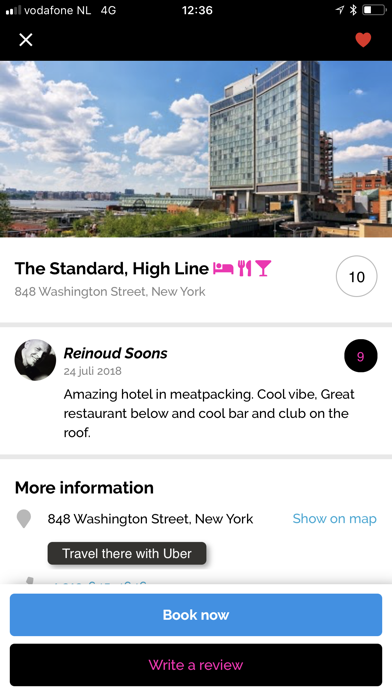 vodafone NL 4G 12:36
The Standard, High Line
10
848 Washington Street, New York
Reinoud Soons
9
24 juli 2018
Amazing hotel in meatpacking. Cool vibe, Great
restaurant below and cool bar and club on the
roof.
More information
848 Washington Street, New York Show on map
Travel there with Uber
Book now
Write a review